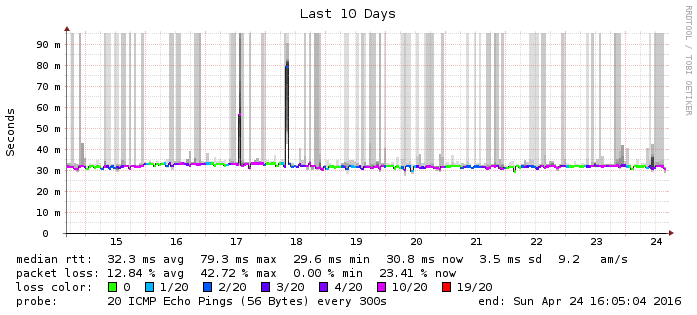 Last 10 Days
RRDTOOL / TOBI OETIKER
Seconds
90 m
80 m
70 m
60 m
50 m
40 m
30 m
20 m
10 m
0
15 16 17 18 19 20 21 22 23 24
median rtt: 32.3 ms avg 79.3 ms max 29.6 ms min 30.8 ms now 3.5 ms sd 9.2 am/s
packet loss: 12.84 % avg 42.72 % max 0.00 % min 23.41 % now
loss color: 0 1/20 2/20 3/20 4/20 10/20 19/20
probe: 20 ICMP Echo Pings (56 Bytes) every 300s end: Sun Apr 24 16:05:04 2016